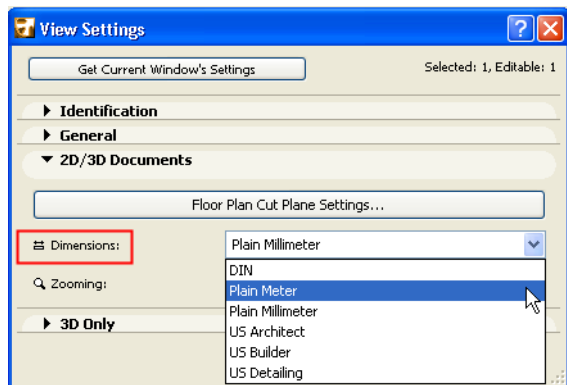 View Settings
Get Current Window's Settings
Selected: 1, Editable: 1
Identification
General
2D/3D Documents
Floor Plan Cut Plane Settings...
Dimensions:
Plain Millimeter
DIN
Zooming:
Plain Meter
Plain Millimeter
3D Only
US Architect
US Builder
US Detailing